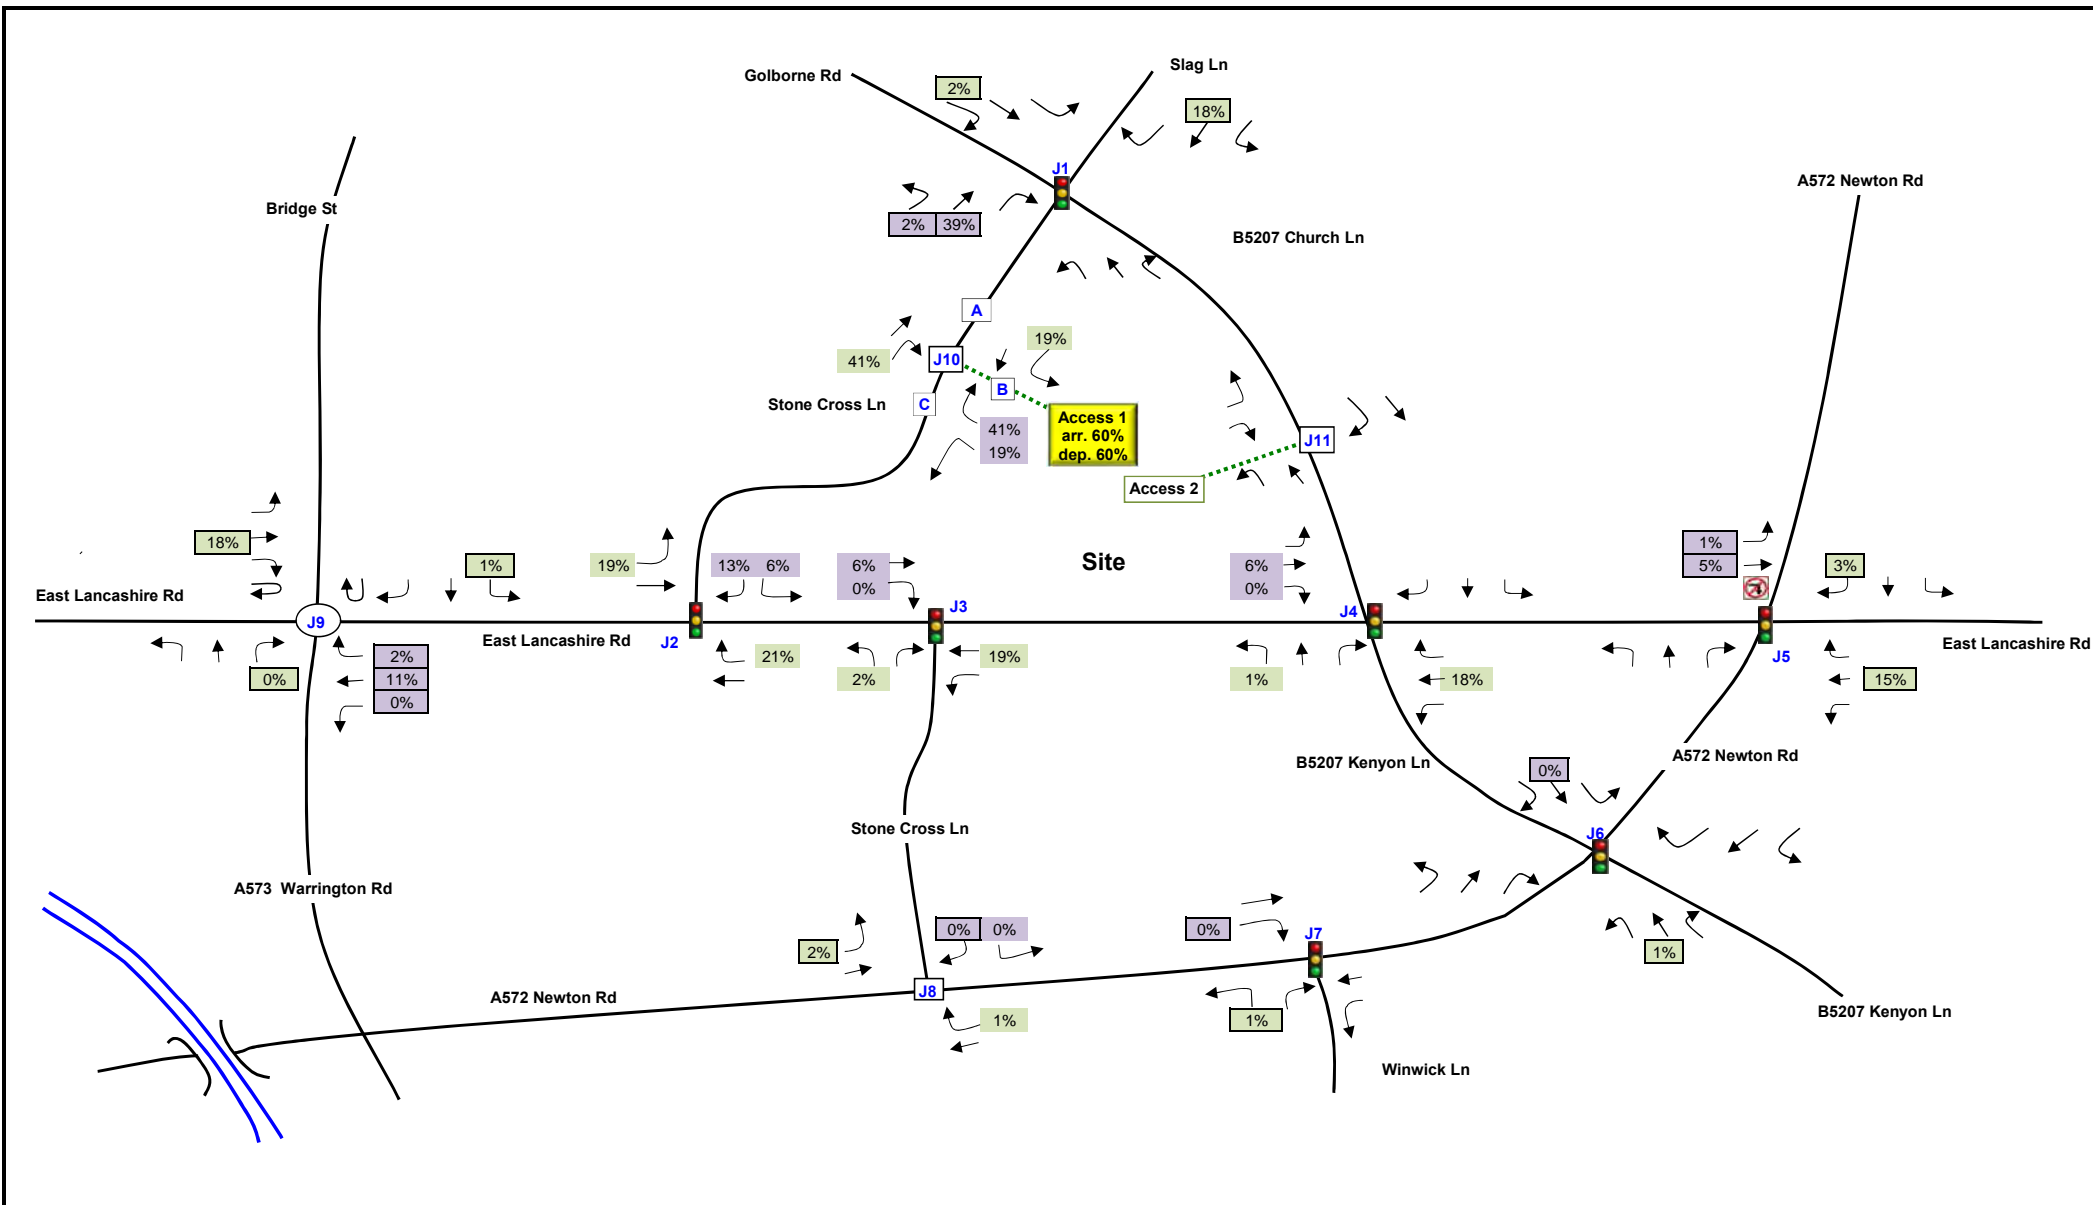 Slag Ln
Golborne Rd
2%
18%
J1
A572 Newton Rd
Bridge St
2% 39%
B5207 Church Ln
A
19%
41%
J10
B
Stone Cross Ln
C
Access 1
arr. 60%
dep. 60%
41%
19%
J11
Access 2
18%
1%
19%
13% 6%
6%
0%
Site
6%
0%
1%
5%
3%
East Lancashire Rd
J9
East Lancashire Rd
J2
J3
J4
J5
East Lancashire Rd
0%
2%
11%
0%
21%
2%
19%
1%
18%
15%
B5207 Kenyon Ln
A572 Newton Rd
0%
Stone Cross Ln
J6
A573 Warrington Rd
2%
0% 0%
0%
J7
1%
A572 Newton Rd
J8
1%
1%
B5207 Kenyon Ln
Winwick Ln